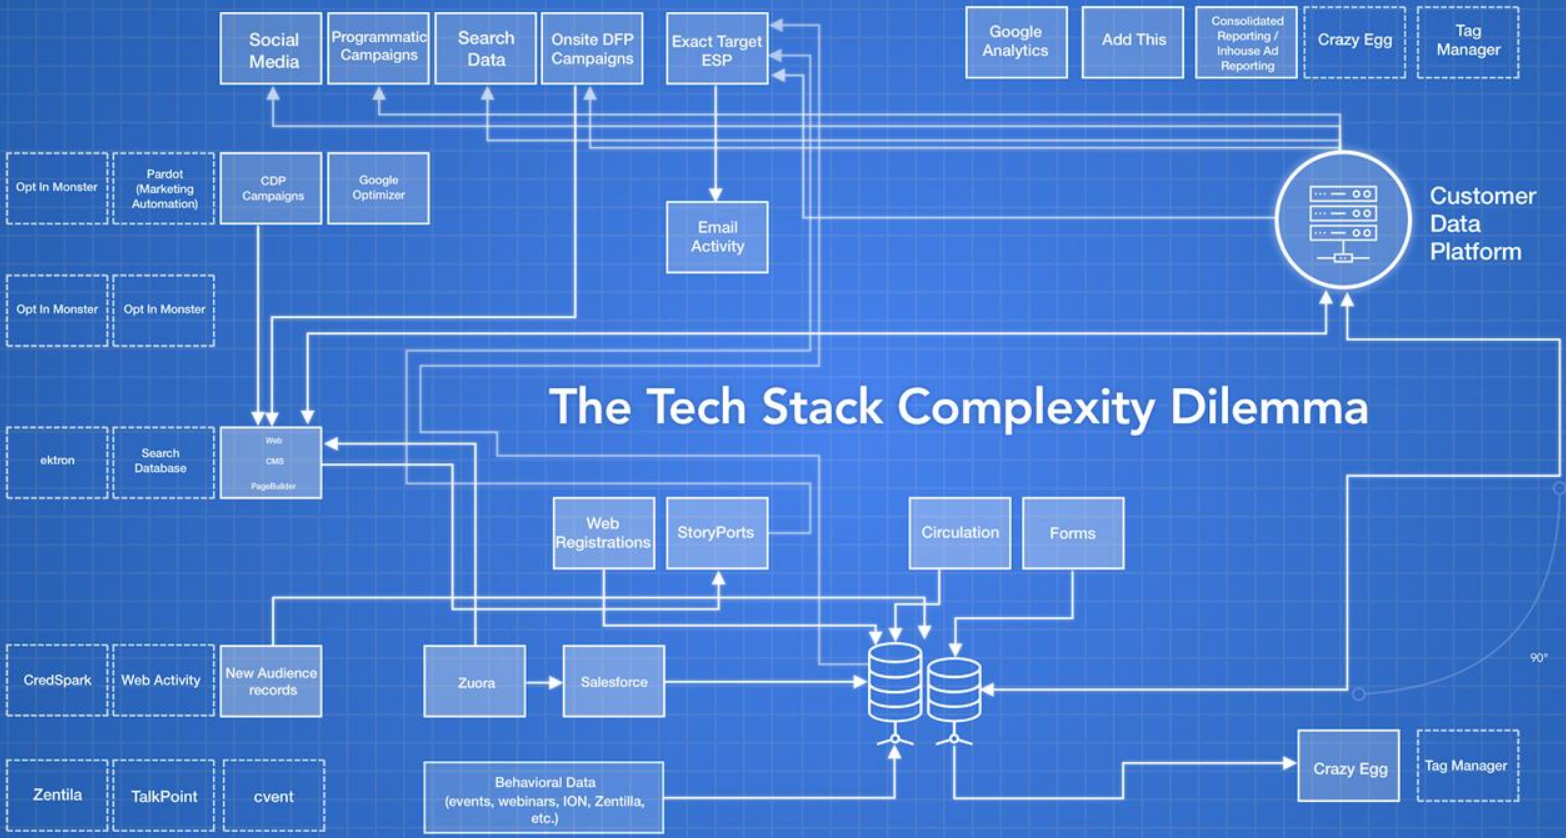 Social
Media
Programmatic
Campaigns
Search
Data
Onsite DFP
Campaigns
Exact Target
ESP
Google
Analytics
Add This
Consolidated
Reporting /
Inhouse Ad
Reporting
Crazy Egg
Tag
Manager
Opt In Monster
Pardot
(Marketing
Automation)
CDP
Campaigns
Google
Optimizer
Email
Activity
Customer
Data
Platform
Opt In Monster
Opt In Monster
The Tech Stack Complexity Dilemma
ektron
Search
Database
Web
CMS
PageBuilder
Web
Registrations
StoryPorts
Circulation
Forms
CredSpark
Web Activity
New Audience
records
Zuora
Salesforce
90°
Zentila
TalkPoint
cvent
Behavioral Data
(events, webinars, ION, Zentilla,
etc.)
Crazy Egg
Tag Manager